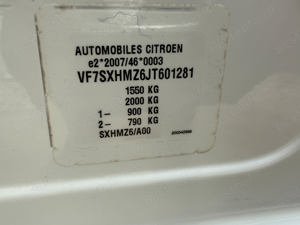 AUTOMOBILES CITROEN
e2*2007/46*0003
VF7SXHMZ6JT601281
1550 KG
2000 KG
1- 900 KG
2- 790 KG
SXHMZ6/A00